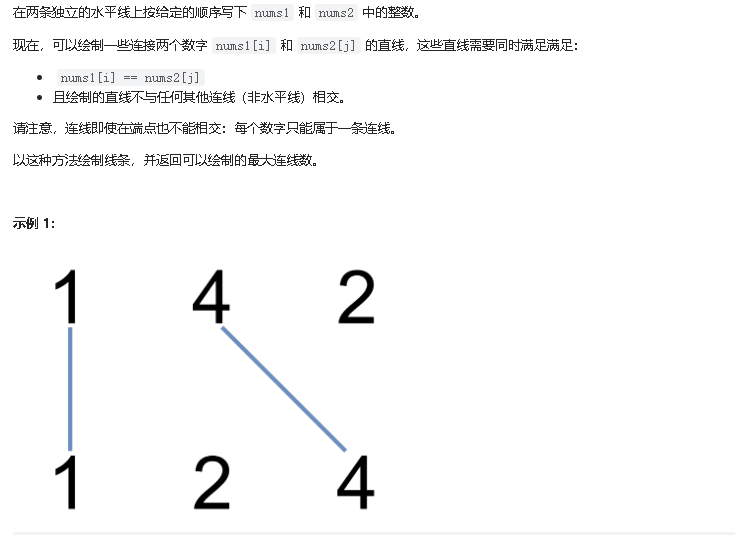 在两条独立的水平线上按给定的顺序写下 nums1 和 nums2 中的整数。
现在，可以绘制一些连接两个数字 nums1[i] 和 nums2[j] 的直线，这些直线需要同时满足满足：
• nums1[i] == nums2[j]
• 且绘制的直线不与任何其他连线（非水平线）相交。
请注意，连线即使在端点也不能相交：每个数字只能属于一条连线。
以这种方法绘制线条，并返回可以绘制的最大连线数。
示例 1：
1 4 2
1 2 4